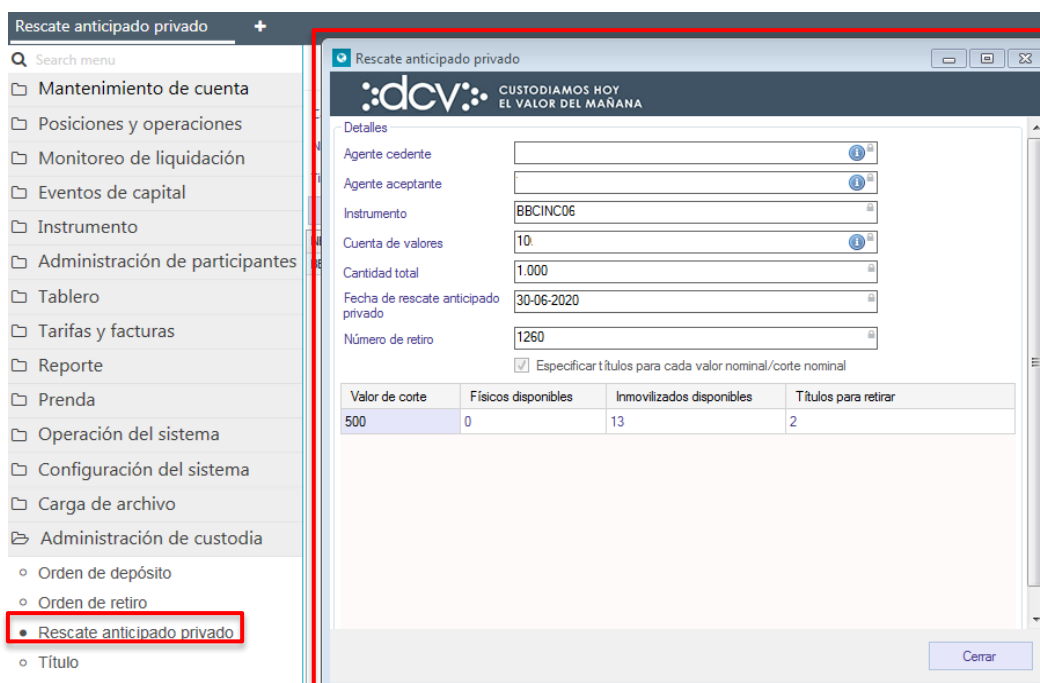 Rescate anticipado privado +
Search menu
Mantenimiento de cuenta
Posiciones y operaciones
Monitoreo de liquidación
Eventos de capital
Instrumento
Administración de participantes
Tablero
Tarifas y facturas
Reporte
Prenda
Operación del sistema
Configuración del sistema
Carga de archivo
Administración de custodia
Orden de depósito
Orden de retiro
Rescate anticipado privado
Título
Rescate anticipado privado
dcv CUSTODIAMOS HOY
EL VALOR DEL MAÑANA
Detalles
Agente cedente
Agente aceptante
Instrumento BBCINC06
Cuenta de valores 10
Cantidad total 1.000
Fecha de rescate anticipado
privado 30-06-2020
Número de retiro 1260
Especificar títulos para cada valor nominal/corte nominal
Valor de corte Físicos disponibles Inmovilizados disponibles Títulos para retirar
500 0 13 2
Cerrar